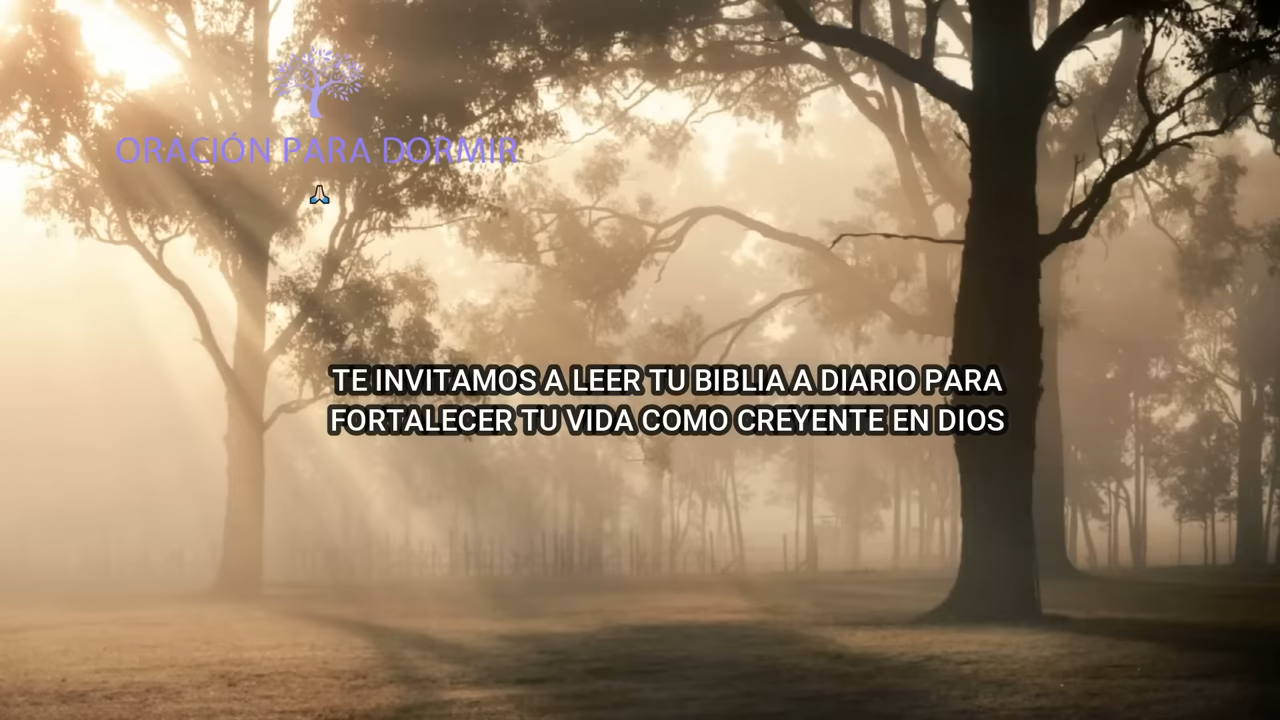 ORACIÓN PARA DORMIR
TE INVITAMOS A LEER TU BIBLIA A DIARIO PARA
FORTALECER TU VIDA COMO CREYENTE EN DIOS